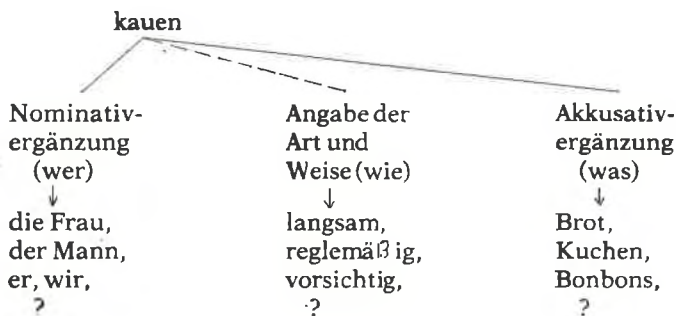 kauen
Nominativ-
ergänzung
(wer)
↓
die Frau,
der Mann,
er, wir,
?
Angabe der
Art und
Weise (wie)
↓
langsam,
reglemäßig,
vorsichtig,
?
Akkusativ-
ergänzung
(was)
↓
Brot,
Kuchen,
Bonbons,
?